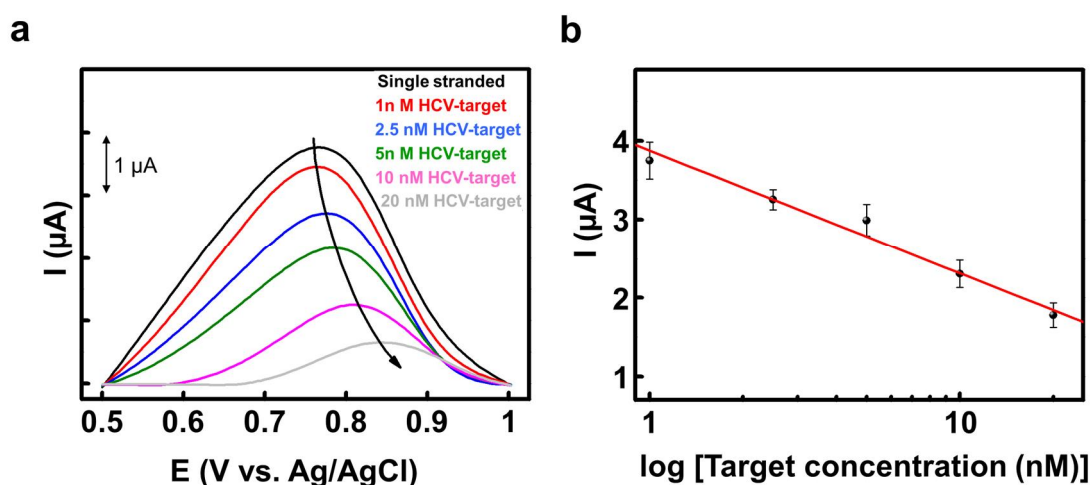 a
Single stranded
1n M HCV-target
2.5 nM HCV-target
5n M HCV-target
10 nM HCV-target
20 nM HCV-target
1 µA
I (µA)
0.5 0.6 0.7 0.8 0.9 1
E (V vs. Ag/AgCl)
b
4
3
2
1
I (µA)
1 10
log [Target concentration (nM)]